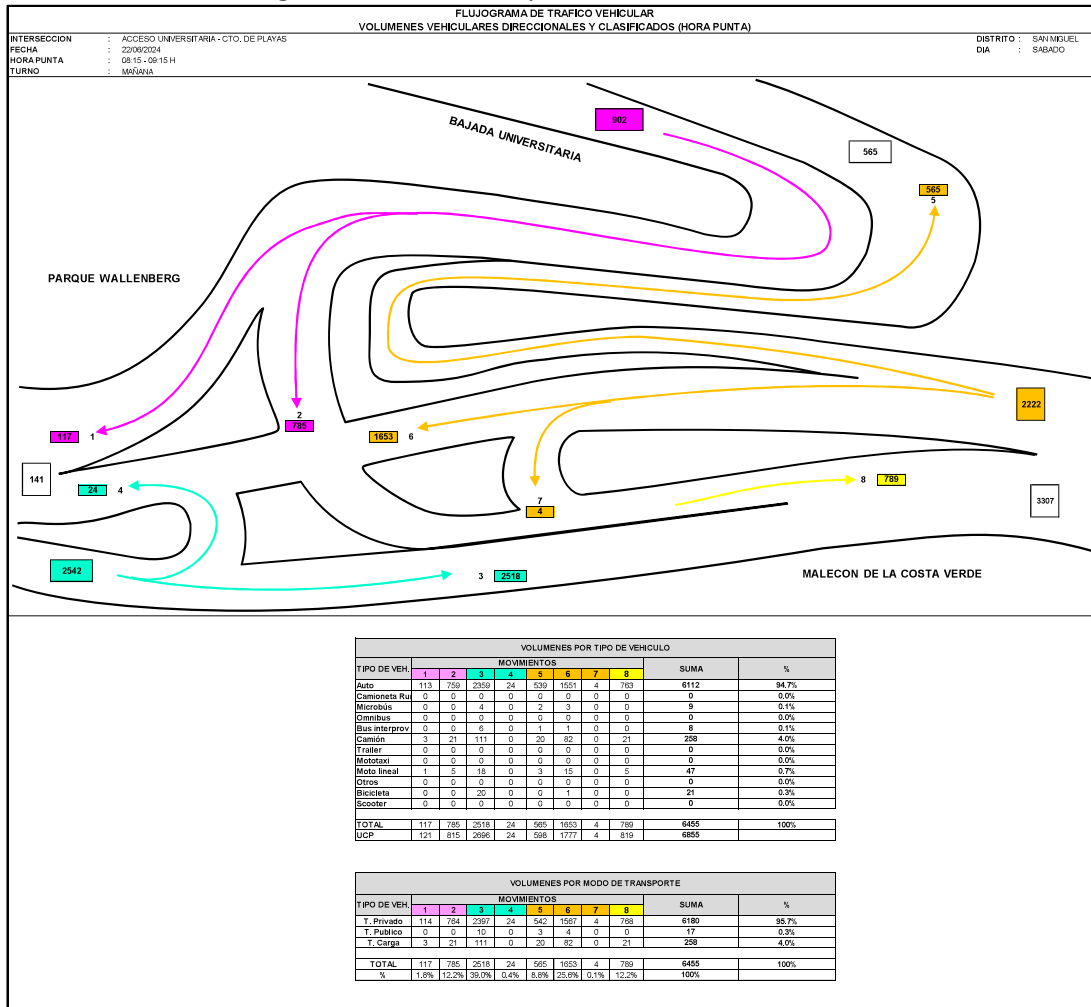 FLUJOGRAMA DE TRAFICO VEHICULAR
VOLUMENES VEHICULARES DIRECCIONALES Y CLASIFICADOS (HORA PUNTA)
INTERSECCION : ACCESO UNIVERSITARIA - CTO. DE PLAYAS DISTRITO : SAN MIGUEL
FECHA : 22/06/2024 DIA : SABADO
HORA PUNTA : 08:15 - 09:15 H
TURNO : MAÑANA
902
BAJADA UNIVERSITARIA
565
565
5
PARQUE WALLENBERG
2222
2
785
117 1
1653 6
141
24 4
8 789
7
4
3307
2542
3 2518
MALECON DE LA COSTA VERDE
VOLUMENES POR TIPO DE VEHICULO
TIPO DE VEH. MOVIMIENTOS SUMA %
1 2 3 4 5 6 7 8
Auto 113 759 2359 24 539 1551 4 763 6112 94.7%
Camioneta Ru 0 0 0 0 0 0 0 0 0 0.0%
Microbús 0 0 4 0 2 3 0 0 9 0.1%
Omnibus 0 0 0 0 0 0 0 0 0 0.0%
Bus interprov 0 0 6 0 1 1 0 0 8 0.1%
Camión 3 21 111 0 20 82 0 21 258 4.0%
Trailer 0 0 0 0 0 0 0 0 0 0.0%
Mototaxi 0 0 0 0 0 0 0 0 0 0.0%
Moto lineal 1 5 18 0 3 15 0 5 47 0.7%
Otros 0 0 0 0 0 0 0 0 0 0.0%
Bicicleta 0 0 20 0 0 1 0 0 21 0.3%
Scooter 0 0 0 0 0 0 0 0 0 0.0%
TOTAL 117 785 2518 24 565 1653 4 789 6455 100%
UCP 121 815 2696 24 598 1777 4 819 6855
VOLUMENES POR MODO DE TRANSPORTE
TIPO DE VEH. MOVIMIENTOS SUMA %
1 2 3 4 5 6 7 8
T. Privado 114 764 2397 24 542 1567 4 768 6180 95.7%
T. Publico 0 0 10 0 3 4 0 0 17 0.3%
T. Carga 3 21 111 0 20 82 0 21 258 4.0%
TOTAL 117 785 2518 24 565 1653 4 789 6455 100%
% 1.8% 12.2% 39.0% 0.4% 8.8% 25.6% 0.1% 12.2% 100%